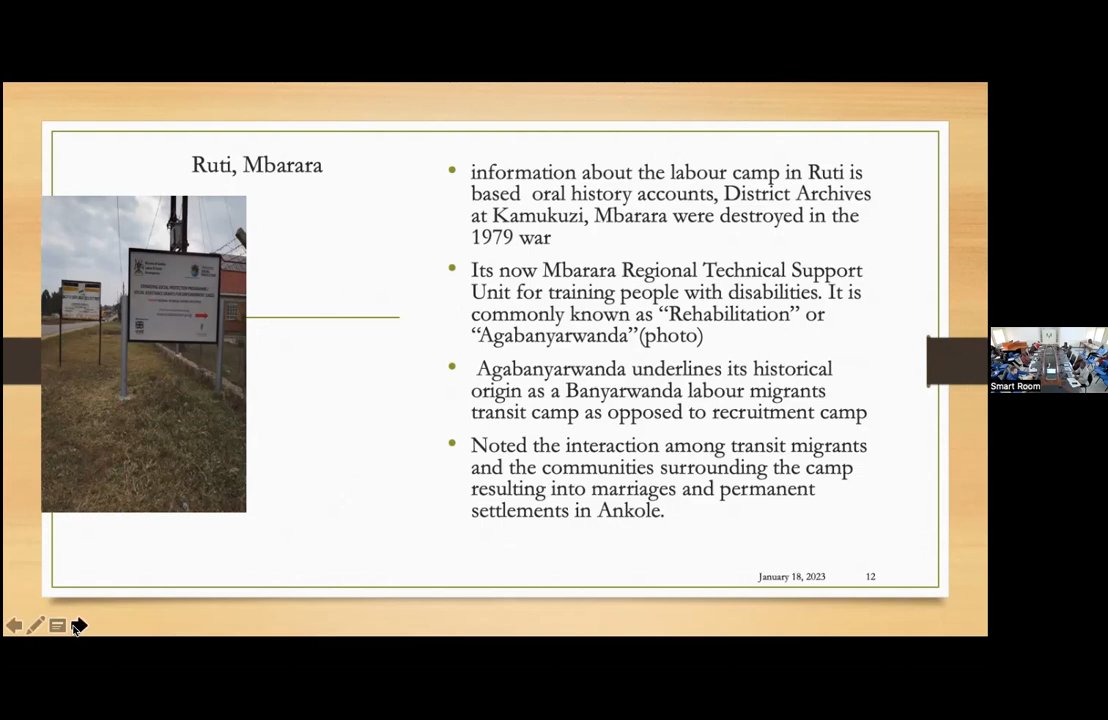 Ruti, Mbarara
information about the labour camp in Ruti is
based oral history accounts, District Archives
at Kamukuzi, Mbarara were destroyed in the
1979 war
Its now Mbarara Regional Technical Support
Unit for training people with disabilities. It is
commonly known as “Rehabilitation” or
“Agabanyarwanda”(photo)
Agabanyarwanda underlines its historical
origin as a Banyarwanda labour migrants
transit camp as opposed to recruitment camp
Noted the interaction among transit migrants
and the communities surrounding the camp
resulting into marriages and permanent
settlements in Ankole.
January 18, 2023 12
Smart Room